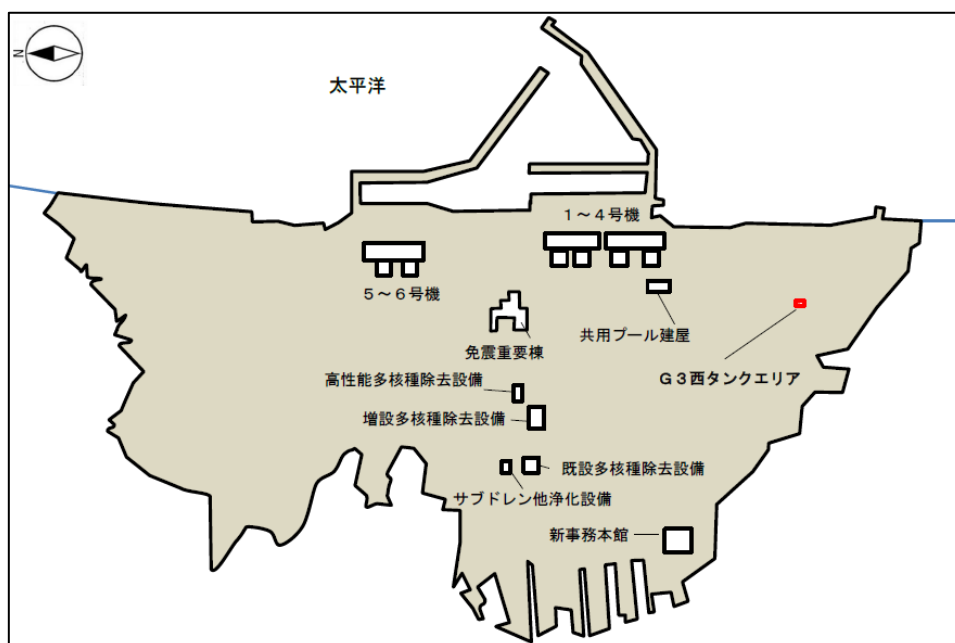 N
太平洋
１～４号機
５～６号機
共用プール建屋
免震重要棟
G３西タンクエリア
高性能多核種除去設備
増設多核種除去設備
既設多核種除去設備
サブドレン他浄化設備
新事務本館